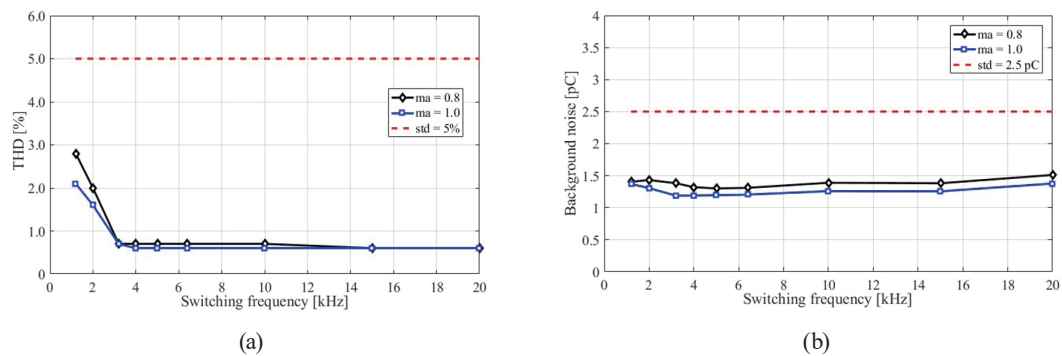 6.0
5.0
4.0
3.0
2.0
1.0
0
THD [%]
ma = 0.8
ma = 1.0
std = 5%
0 2 4 6 8 10 12 14 16 18 20
Switching frequency [kHz]
(a)
4
3.5
3
2.5
2
1.5
1
0.5
0
Background noise [pC]
ma = 0.8
ma = 1.0
std = 2.5 pC
0 2 4 6 8 10 12 14 16 18 20
Switching frequency [kHz]
(b)